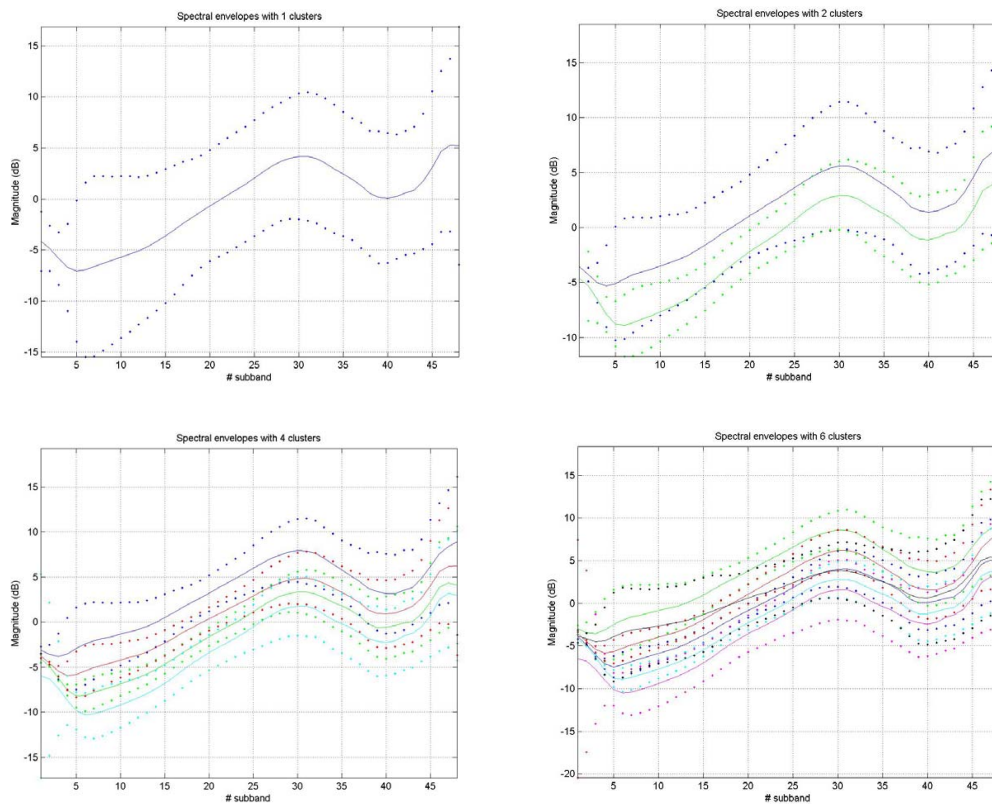 Spectral envelopes with 1 clusters
15
10
5
0
-5
-10
-15
Magnitude (dB)
5 10 15 20 25 30 35 40 45
# subband
Spectral envelopes with 2 clusters
15
10
5
0
-5
-10
Magnitude (dB)
5 10 15 20 25 30 35 40 45
# subband
Spectral envelopes with 4 clusters
15
10
5
0
-5
-10
-15
Magnitude (dB)
5 10 15 20 25 30 35 40 45
# subband
Spectral envelopes with 6 clusters
15
10
5
0
-5
-10
-15
-20
Magnitude (dB)
5 10 15 20 25 30 35 40 45
# subband